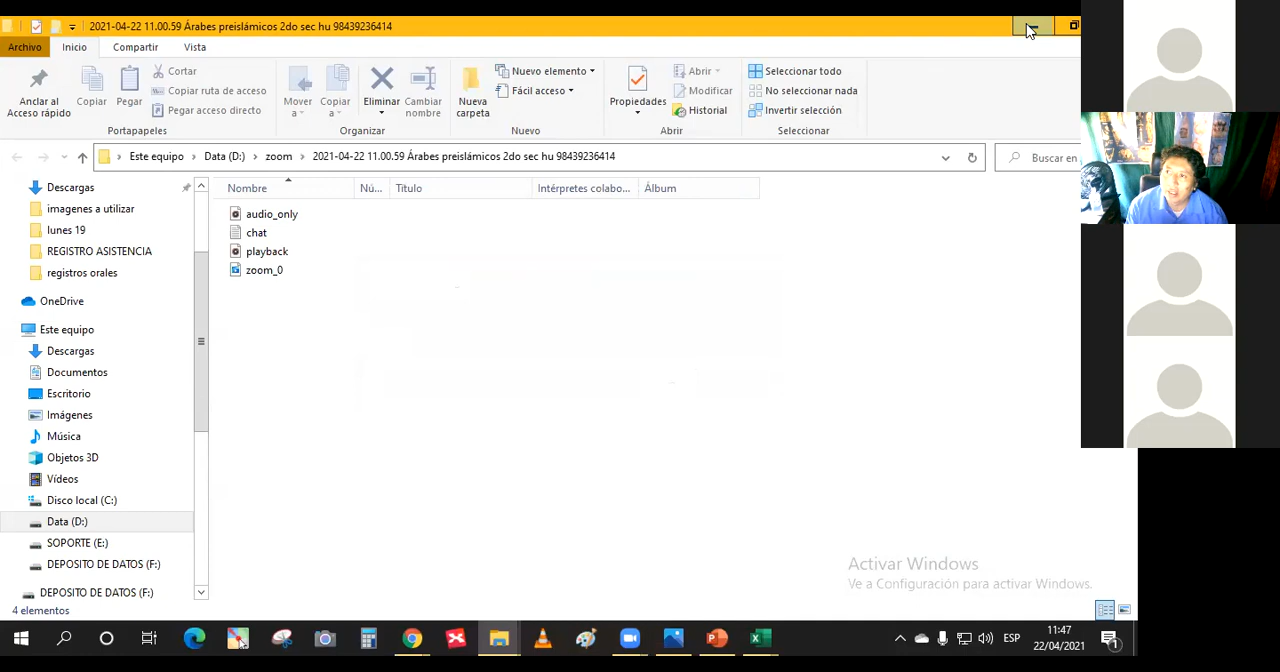 2021-04-22 11.00.59 Árabes preislámicos 2do sec hu 98439236414
Archivo Inicio Compartir Vista
Anclar al Acceso rápido
Copiar
Pegar
Cortar
Copiar ruta de acceso
Pegar acceso directo
Portapapeles
Mover a
Copiar a
Eliminar
Cambiar nombre
Organizar
Nueva carpeta
Nuevo elemento
Fácil acceso
Nuevo
Propiedades
Abrir
Modificar
Historial
Abrir
Seleccionar todo
No seleccionar nada
Invertir selección
Seleccionar
Este equipo > Data (D:) > zoom > 2021-04-22 11.00.59 Árabes preislámicos 2do sec hu 98439236414
Buscar en
Descargas
imagenes a utilizar
lunes 19
REGISTRO ASISTENCIA
registros orales
OneDrive
Este equipo
Descargas
Documentos
Escritorio
Imágenes
Música
Objetos 3D
Vídeos
Disco local (C:)
Data (D:)
SOPORTE (E:)
DEPOSITO DE DATOS (F:)
DEPOSITO DE DATOS (F:)
4 elementos
Nombre Nú... Título Intérpretes colabo... Álbum
audio_only
chat
playback
zoom_0
Activar Windows
Ve a Configuración para activar Windows.
ESP
11:47
22/04/2021
1